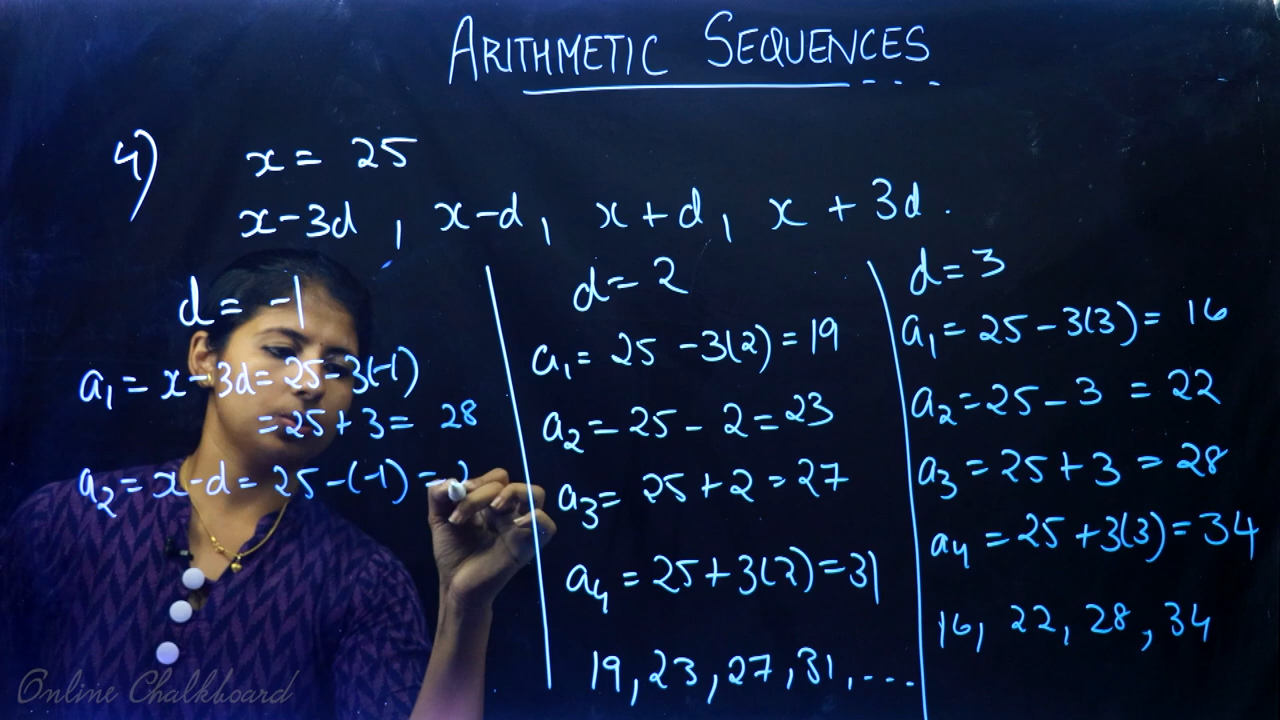 ARITHMETIC SEQUENCES
4)
x = 25
x-3d, x-d, x+d, x + 3d.
d = -1
a₁ = x-3d = 25-3(-1)
= 25+3 = 28
a₂ = x-d = 25-(-1) = 2
d = 2
a₁ = 25 -3(2) = 19
a₂ = 25 - 2 = 23
a₃ = 25+2 = 27
a₄ = 25+3(2) = 31
19, 23, 27, 31, ...
d = 3
a₁ = 25-3(3) = 16
a₂ = 25-3 = 22
a₃ = 25+3 = 28
a₄ = 25+3(3) = 34
16, 22, 28, 34
Online Chalkboard